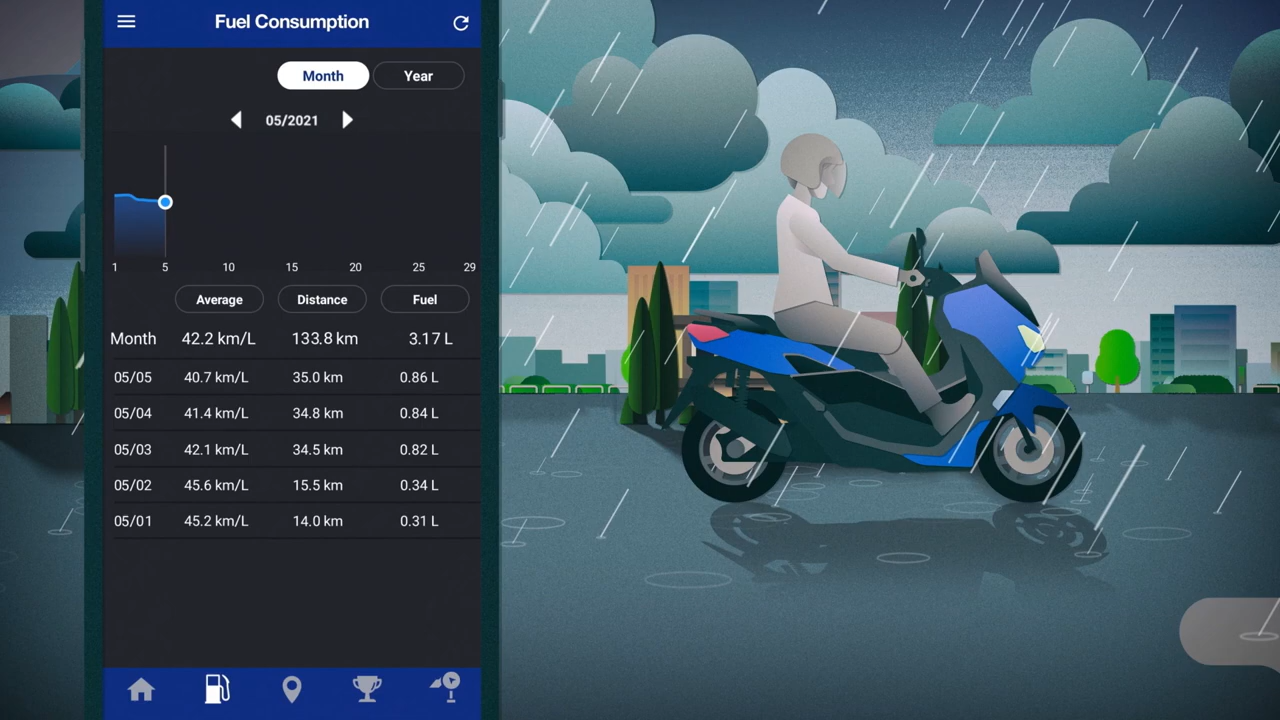 Fuel Consumption
Month Year
05/2021
1 5 10 15 20 25 29
Average Distance Fuel
Month 42.2 km/L 133.8 km 3.17 L
05/05 40.7 km/L 35.0 km 0.86 L
05/04 41.4 km/L 34.8 km 0.84 L
05/03 42.1 km/L 34.5 km 0.82 L
05/02 45.6 km/L 15.5 km 0.34 L
05/01 45.2 km/L 14.0 km 0.31 L